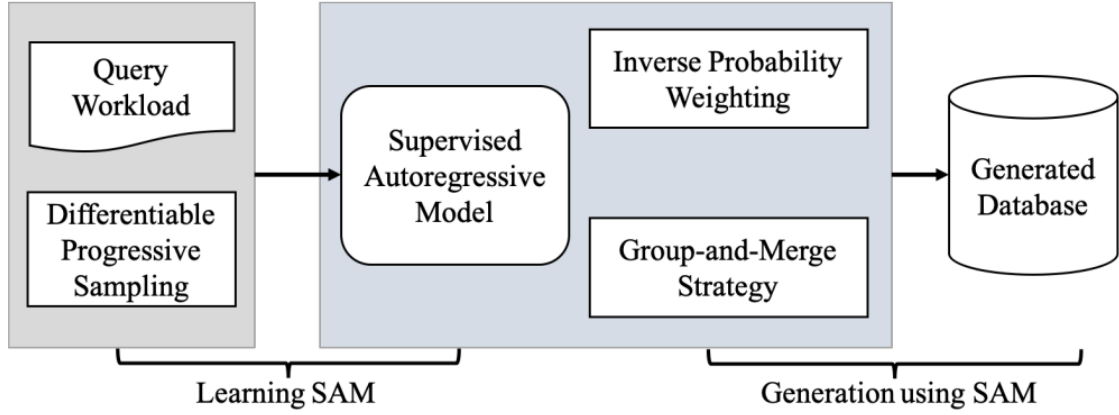 Query
Workload
Differentiable
Progressive
Sampling
Supervised
Autoregressive
Model
Inverse Probability
Weighting
Group-and-Merge
Strategy
Generated
Database
Learning SAM
Generation using SAM